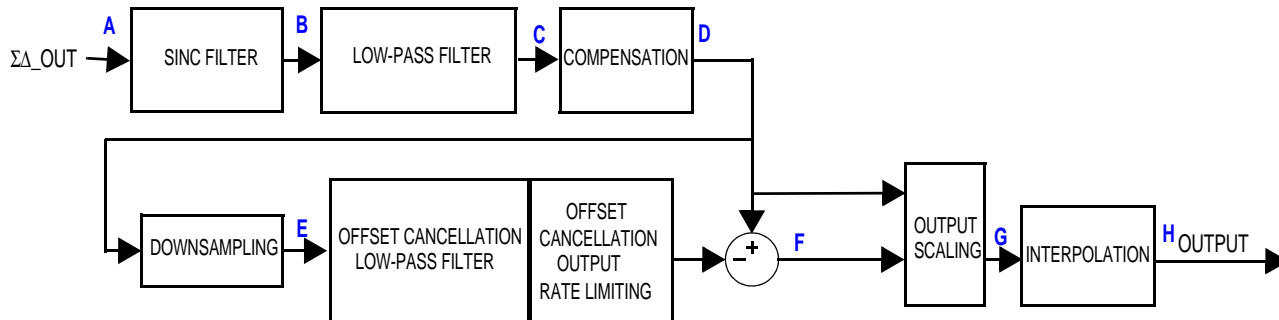 A
B
C
D
ΣΔ_OUT
SINC FILTER
LOW-PASS FILTER
COMPENSATION
DOWNSAMPLING
E
OFFSET CANCELLATION
LOW-PASS FILTER
OFFSET
CANCELLATION
OUTPUT
RATE LIMITING
− +
F
OUTPUT
SCALING
G
INTERPOLATION
H
OUTPUT